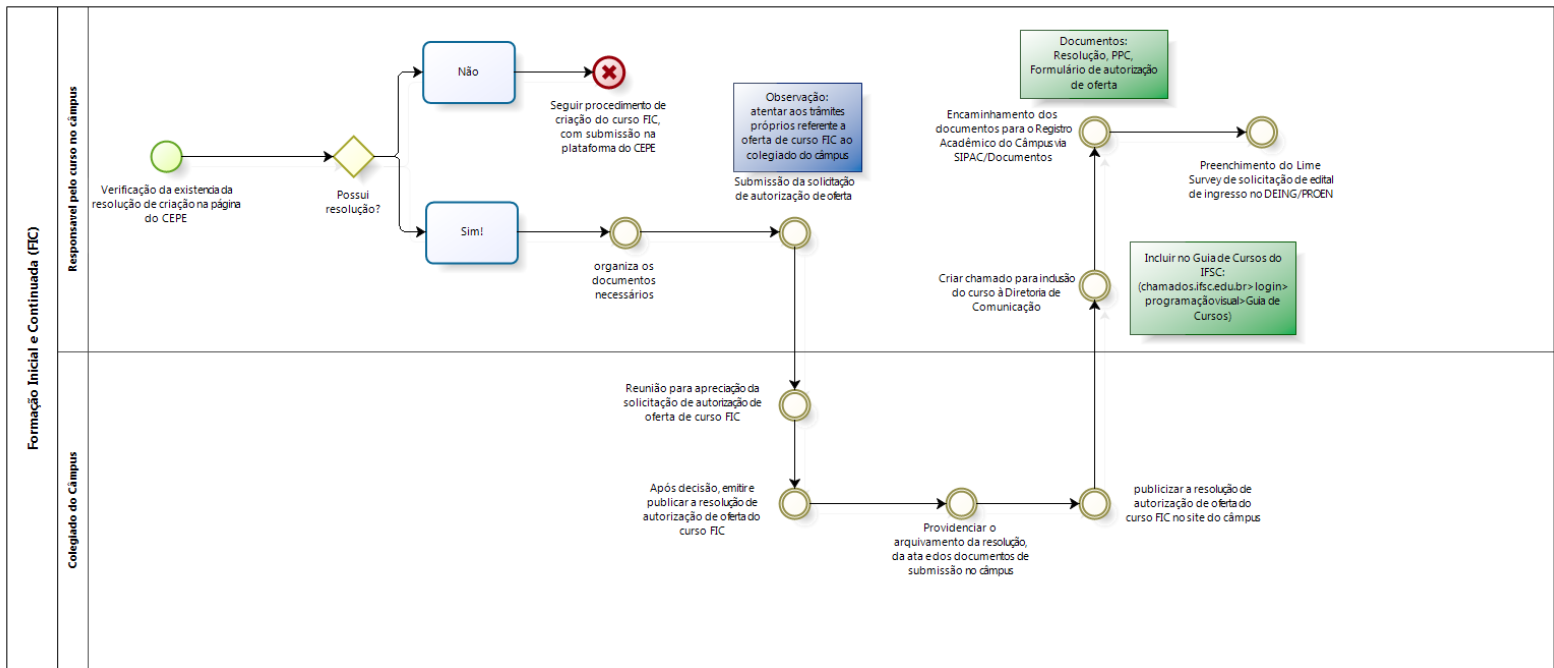 Formação Inicial e Continuada (FIC)
Responsavel pelo curso no câmpus
Verificação da existencia da
resolução de criação na página
do CEPE
Possui
resolução?
Não
Seguir procedimento de
criação do curso FIC,
com submissão na
plataforma do CEPE
Sim!
organiza os
documentos
necessários
Observação:
atentar aos trâmites
próprios referente a
oferta de curso FIC ao
colegiado do câmpus
Submissão da solicitação
de autorização de oferta
Documentos:
Resolução, PPC,
Formulário de autorização
de oferta
Encaminhamento dos
documentos para o Registro
Acadêmico do Câmpus via
SIPAC/Documentos
Preenchimento do Lime
Survey de solicitação de edital
de ingresso no DEING/PROEN
Criar chamado para inclusão
do curso à Diretoria de
Comunicação
Incluir no Guia de Cursos do
IFSC:
(chamados.ifsc.edu.br>login>
programaçãovisual>Guia de
Cursos)
Colegiado do Câmpus
Reunião para apreciação da
solicitação de autorização de
oferta de curso FIC
Após decisão, emitir e
publicar a resolução de
autorização de oferta do
curso FIC
Providenciar o
arquivamento da resolução,
da ata e dos documentos de
submissão no câmpus
publicizar a resolução de
autorização de oferta do
curso FIC no site do câmpus